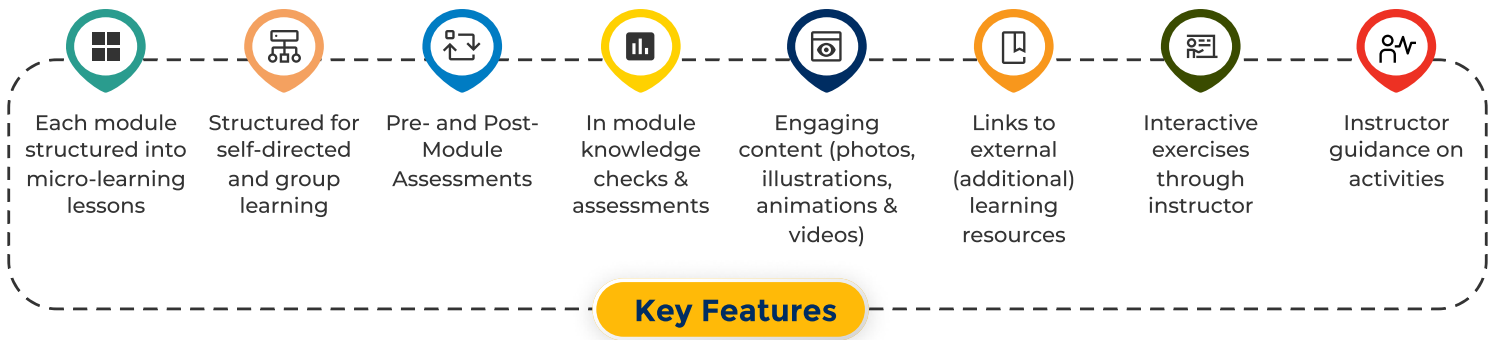 Each module
structured into
micro-learning
lessons
Structured for
self-directed
and group
learning
Pre- and Post-
Module
Assessments
In module
knowledge
checks &
assessments
Engaging
content (photos,
illustrations,
animations &
videos)
Links to
external
(additional)
learning
resources
Interactive
exercises
through
instructor
Instructor
guidance on
activities
Key Features